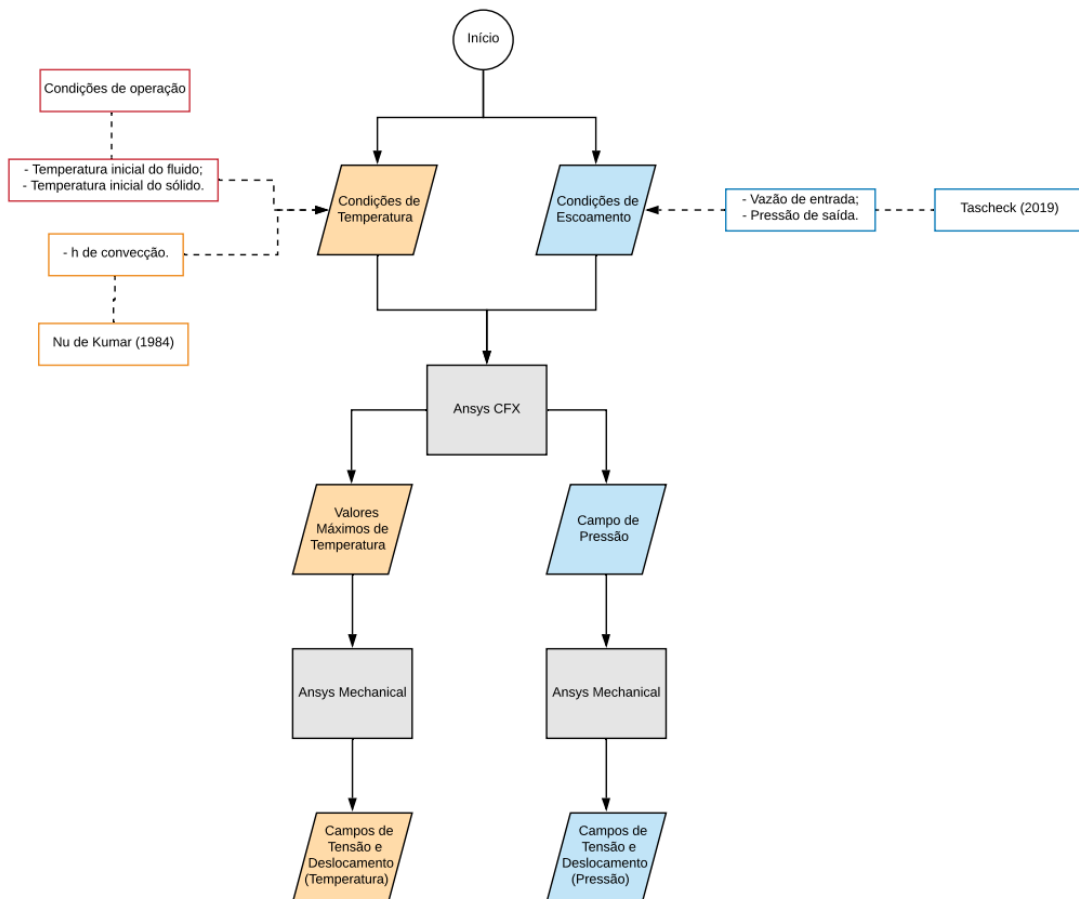 Início
Condições de operação
- Temperatura inicial do fluido;
- Temperatura inicial do sólido.
- h de convecção.
Nu de Kumar (1984)
Condições de
Temperatura
Condições de
Escoamento
- Vazão de entrada;
- Pressão de saída.
Tascheck (2019)
Ansys CFX
Valores
Máximos de
Temperatura
Campo de
Pressão
Ansys Mechanical
Ansys Mechanical
Campos de
Tensão e
Deslocamento
(Temperatura)
Campos de
Tensão e
Deslocamento
(Pressão)